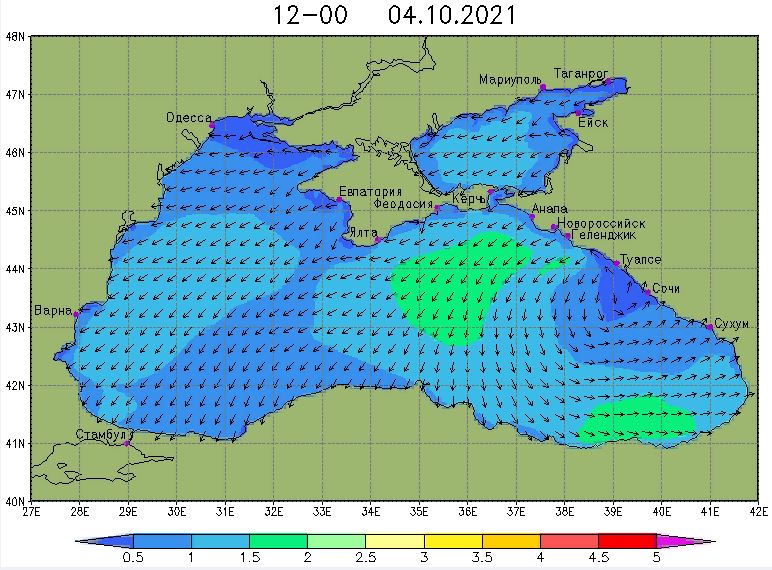 12-00 04.10.2021
48N
47N
46N
45N
44N
43N
42N
41N
40N
Мариуполь
Таганрог
Одесса
Ейск
Евпатория
Керчь
Феодосия
Анапа
Ялта
Новороссийск
Геленджик
Туапсе
Сочи
Варна
Сухум
Стамбул
27E 28E 29E 30E 31E 32E 33E 34E 35E 36E 37E 38E 39E 40E 41E 42E
0.5 1 1.5 2 2.5 3 3.5 4 4.5 5